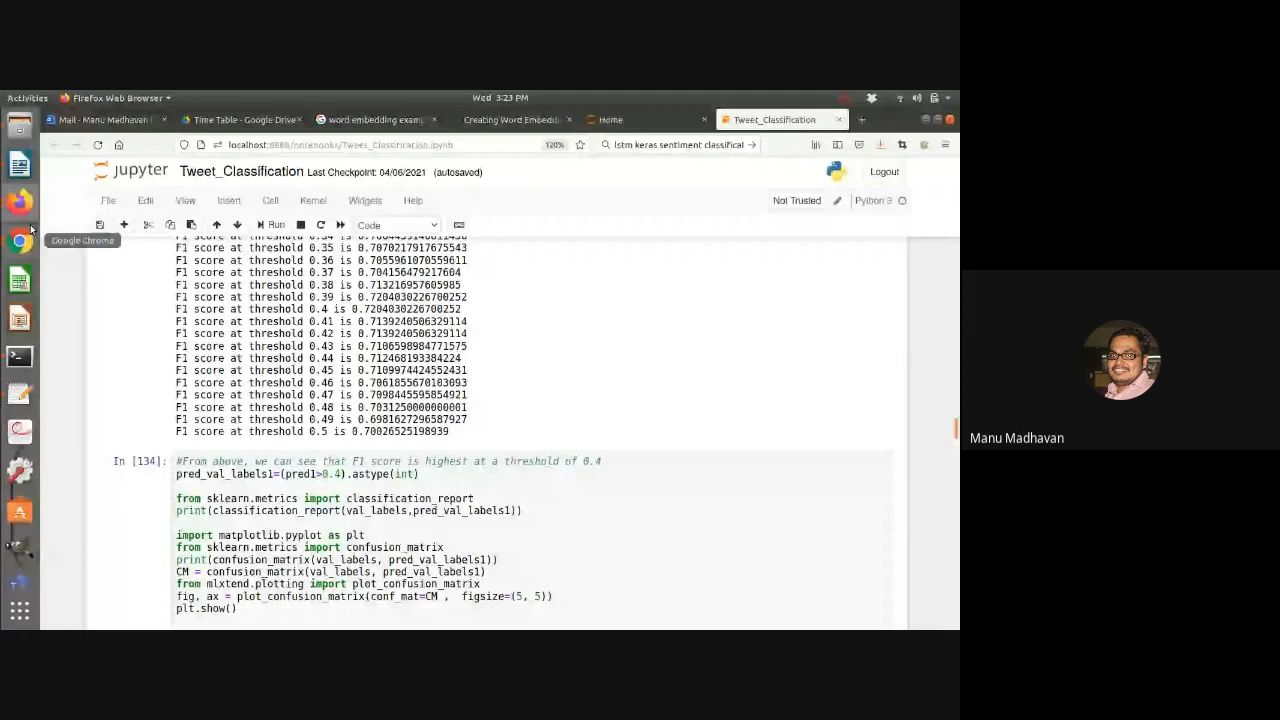 Activities Firefox Web Browser Wed 3:23 PM
Mail - Manu Madhavan Time Table - Google Drive word embedding exam Creating Word Embedd Home Tweet_Classification
localhost:8888/notebooks/Tweet_Classification.ipynb 120% lstm keras sentiment classificat
jupyter Tweet_Classification Last Checkpoint: 04/06/2021 (autosaved) Logout
File Edit View Insert Cell Kernel Widgets Help Not Trusted Python 3
Run Code
Google Chrome
F1 score at threshold 0.35 is 0.7070217917675543
F1 score at threshold 0.36 is 0.7055961070559611
F1 score at threshold 0.37 is 0.704156479217604
F1 score at threshold 0.38 is 0.713216957605985
F1 score at threshold 0.39 is 0.7204030226700252
F1 score at threshold 0.4 is 0.7204030226700252
F1 score at threshold 0.41 is 0.7139240506329114
F1 score at threshold 0.42 is 0.7139240506329114
F1 score at threshold 0.43 is 0.7106598984771575
F1 score at threshold 0.44 is 0.712468193384224
F1 score at threshold 0.45 is 0.7109974424552431
F1 score at threshold 0.46 is 0.7061855670103093
F1 score at threshold 0.47 is 0.7098445595854921
F1 score at threshold 0.48 is 0.7031250000000001
F1 score at threshold 0.49 is 0.6981627296587927
F1 score at threshold 0.5 is 0.70026525198939
In [134]: #From above, we can see that F1 score is highest at a threshold of 0.4
pred_val_labels1=(pred1>0.4).astype(int)
from sklearn.metrics import classification_report
print(classification_report(val_labels,pred_val_labels1))
import matplotlib.pyplot as plt
from sklearn.metrics import confusion_matrix
print(confusion_matrix(val_labels, pred_val_labels1))
CM = confusion_matrix(val_labels, pred_val_labels1)
from mlxtend.plotting import plot_confusion_matrix
fig, ax = plot_confusion_matrix(conf_mat=CM , figsize=(5, 5))
plt.show()
Manu Madhavan